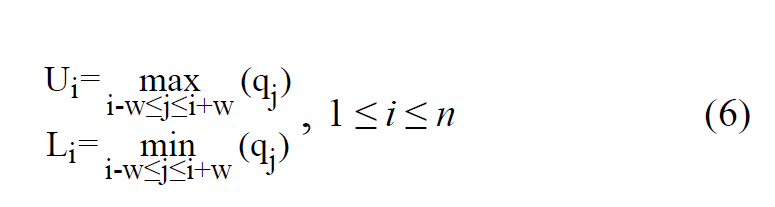 Ui= max (qj)
i-w≤j≤i+w
, 1 ≤ i ≤ n (6)
Li= min (qj)
i-w≤j≤i+w